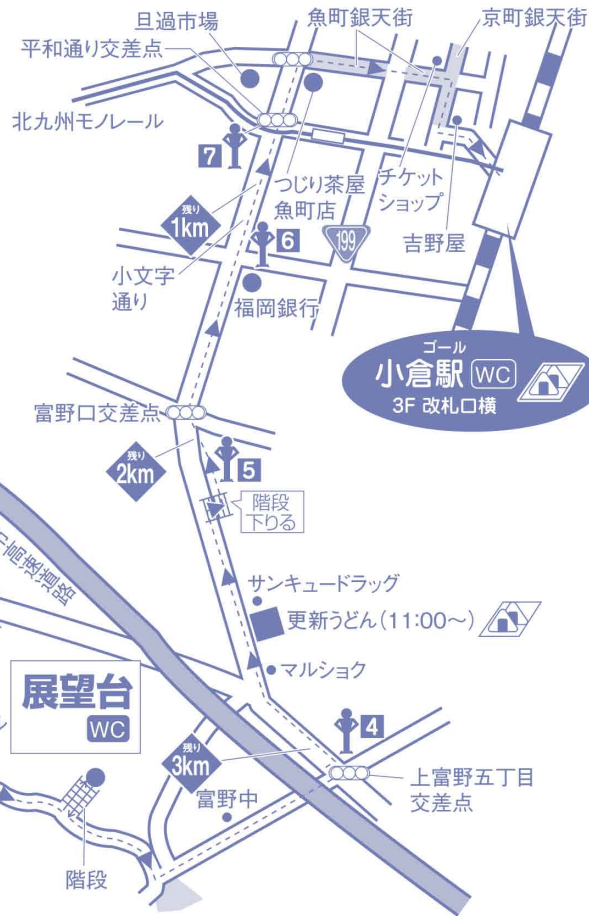 旦過市場
魚町銀天街
京町銀天街
平和通り交差点
北九州モノレール
7
つじり茶屋
魚町店
チケット
ショップ
吉野屋
残り
1km
6
199
小文字
通り
福岡銀行
ゴール
小倉駅 WC
3F 改札口横
富野口交差点
残り
2km
5
階段
下りる
高速道路
サンキュードラッグ
更新うどん(11:00〜)
マルショク
展望台
WC
4
残り
3km
上富野五丁目
交差点
富野中
階段